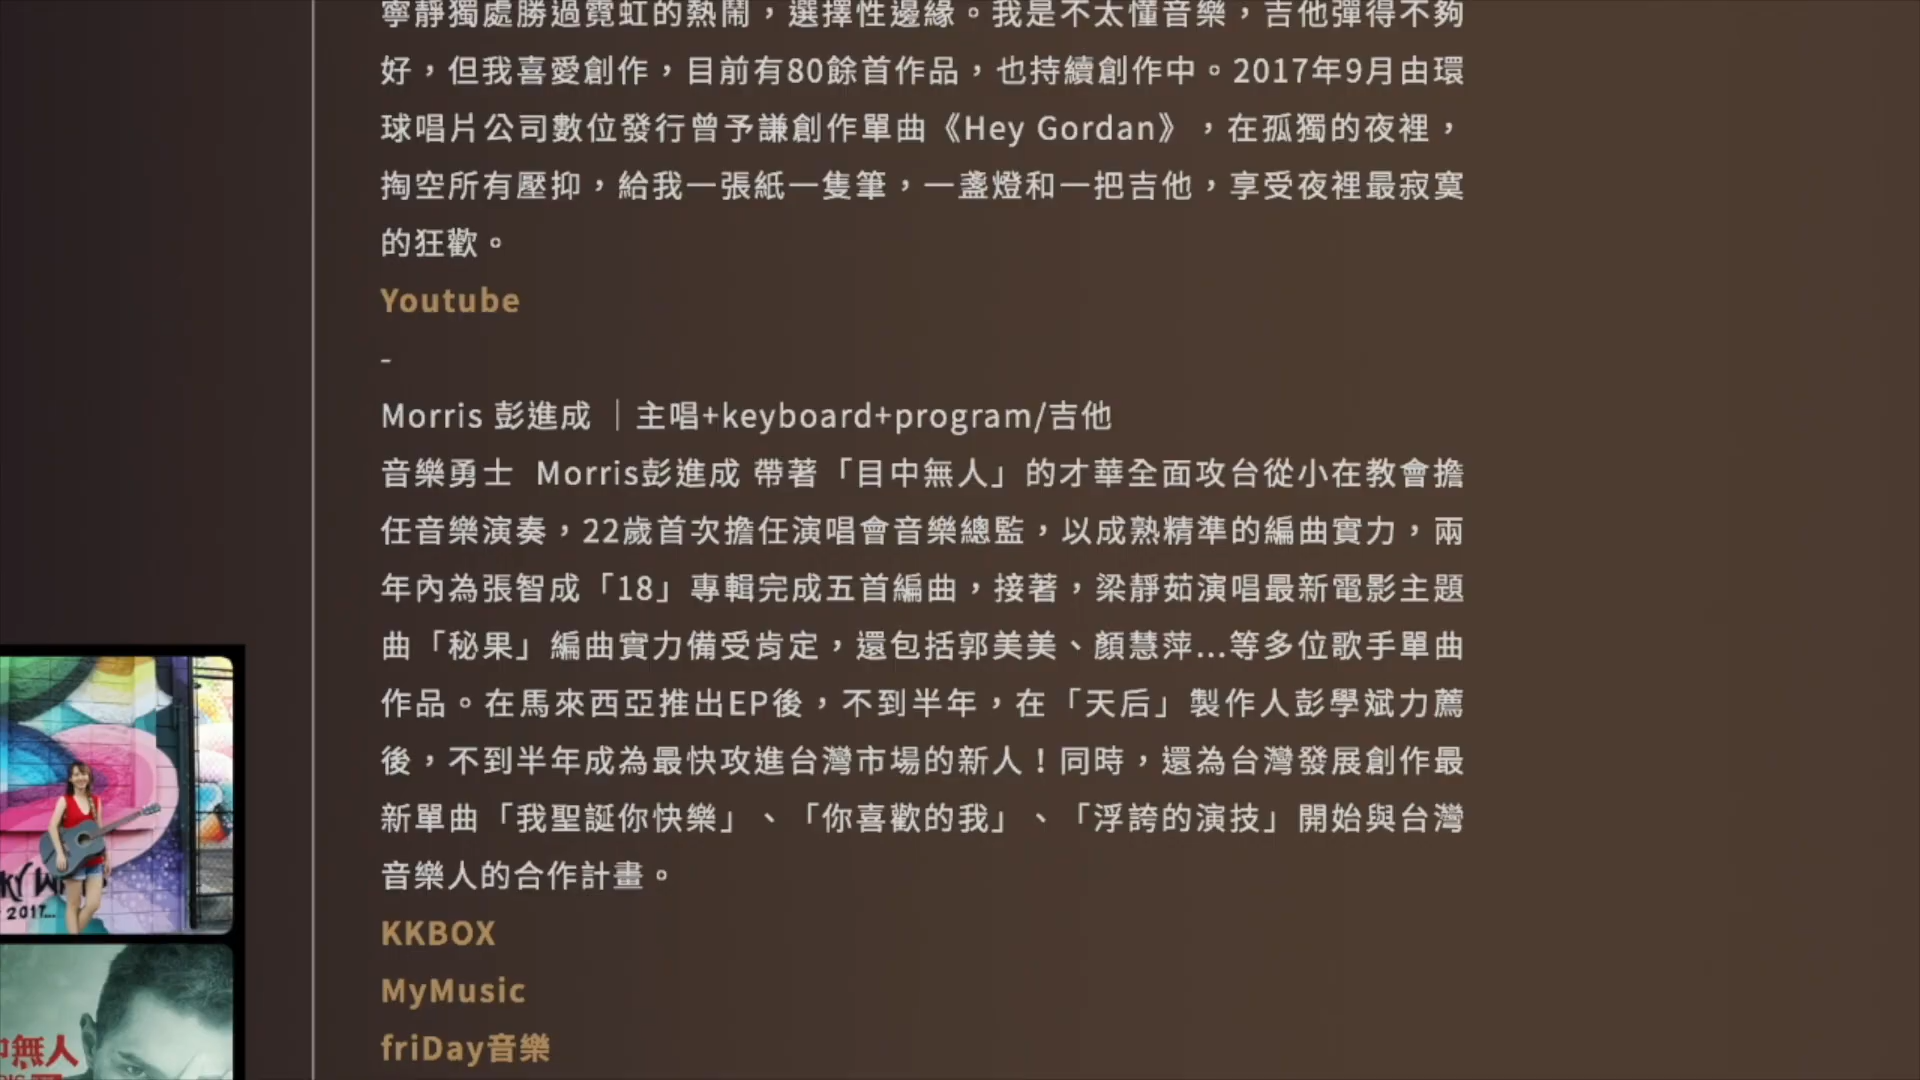 寧靜獨處勝過霓虹的熱鬧，選擇性邊緣。我是不太懂音樂，吉他彈得不夠
好，但我喜愛創作，目前有80餘首作品，也持續創作中。2017年9月由環
球唱片公司數位發行曾予謙創作單曲《Hey Gordan》，在孤獨的夜裡，
掏空所有壓抑，給我一張紙一隻筆，一盞燈和一把吉他，享受夜裡最寂寞
的狂歡。
Youtube
-
Morris 彭進成 ｜主唱+keyboard+program/吉他
音樂勇士 Morris彭進成 帶著「目中無人」的才華全面攻台從小在教會擔
任音樂演奏，22歲首次擔任演唱會音樂總監，以成熟精準的編曲實力，兩
年內為張智成「18」專輯完成五首編曲，接著，梁靜茹演唱最新電影主題
曲「秘果」編曲實力備受肯定，還包括郭美美、顏慧萍...等多位歌手單曲
作品。在馬來西亞推出EP後，不到半年，在「天后」製作人彭學斌力薦
後，不到半年成為最快攻進台灣市場的新人！同時，還為台灣發展創作最
新單曲「我聖誕你快樂」、「你喜歡的我」、「浮誇的演技」開始與台灣
音樂人的合作計畫。
KKBOX
MyMusic
friDay音樂
2017...
中無人